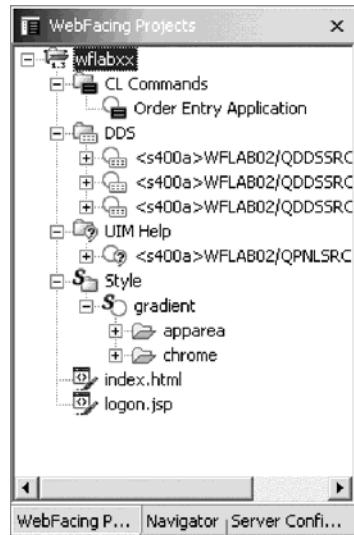 WebFacing Projects
wflabxx
CL Commands
Order Entry Application
DDS
<s400a>WFLAB02/QDDSSRC
<s400a>WFLAB02/QDDSSRC
<s400a>WFLAB02/QDDSSRC
UIM Help
<s400a>WFLAB02/QPNLSRC
Style
gradient
apparea
chrome
index.html
logon.jsp
WebFacing P... Navigator Server Confi...